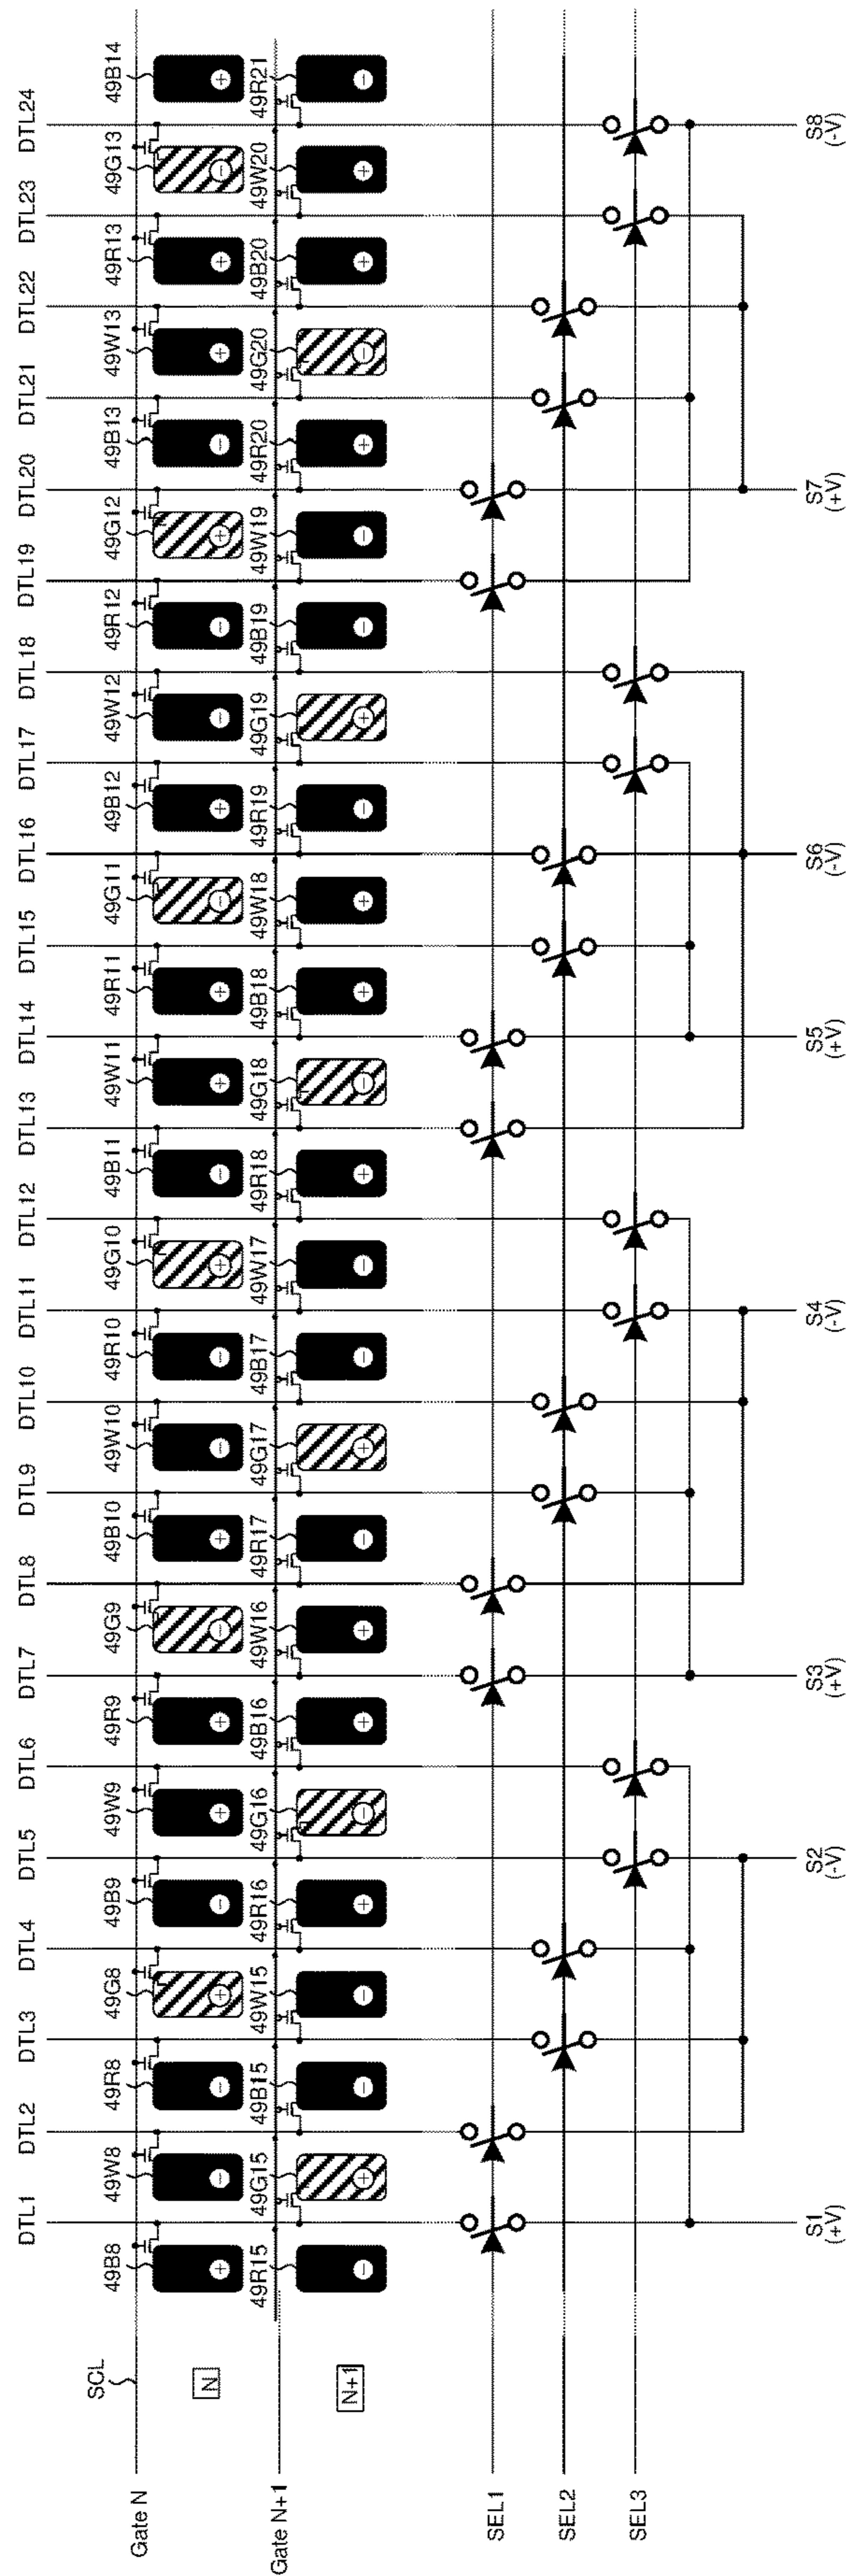 DTL1 DTL2 DTL3 DTL4 DTL5 DTL6 DTL7 DTL8 DTL9 DTL10 DTL11 DTL12 DTL13 DTL14 DTL15 DTL16 DTL17 DTL18 DTL19 DTL20 DTL21 DTL22 DTL23 DTL24
SCL
49B8 49W8 49R8 49G8 49B9 49W9 49R9 49G9 49B10 49W10 49R10 49G10 49B11 49W11 49R11 49G11 49B12 49W12 49R12 49G12 49B13 49W13 49R13 49G13 49B14
Gate N
N
+ − − + − + + − + − − + − + + − + − − + − + + − +
49R15 49G15 49B15 49W15 49R16 49G16 49B16 49W16 49R17 49G17 49B17 49W17 49R18 49G18 49B18 49W18 49R19 49G19 49B19 49W19 49R20 49G20 49B20 49W20 49R21
Gate N+1
N+1
− + − − + − + + − + − − + − + + − + − − + − + + −
SEL1
SEL2
SEL3
S1 S2 S3 S4 S5 S6 S7 S8
(+V) (-V) (+V) (-V) (+V) (-V) (+V) (-V)